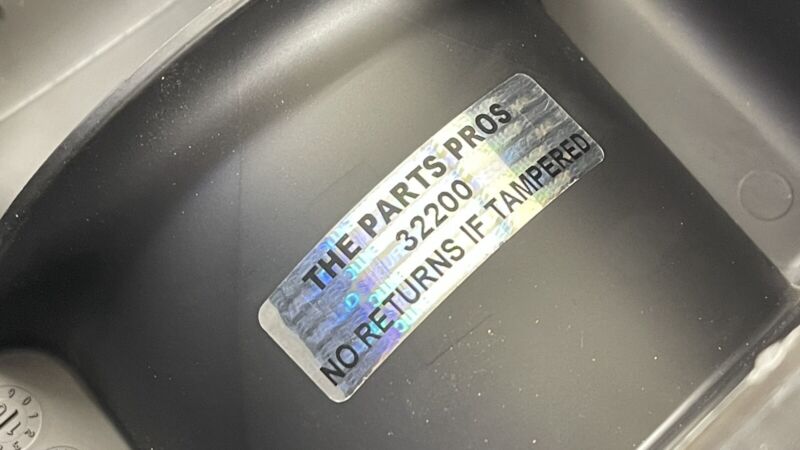 THE PARTS PROS
32200
NO RETURNS IF TAMPERED